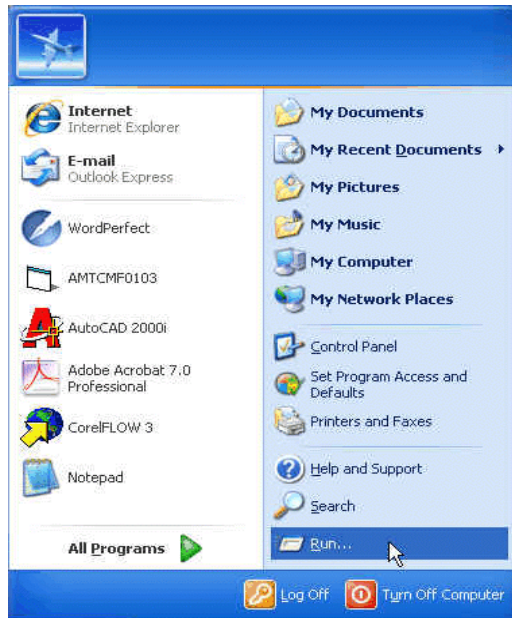 Internet
Internet Explorer
E-mail
Outlook Express
WordPerfect
AMTCMF0103
AutoCAD 2000i
Adobe Acrobat 7.0
Professional
CorelFLOW 3
Notepad
All Programs
My Documents
My Recent Documents
My Pictures
My Music
My Computer
My Network Places
Control Panel
Set Program Access and
Defaults
Printers and Faxes
Help and Support
Search
Run...
Log Off
Turn Off Computer